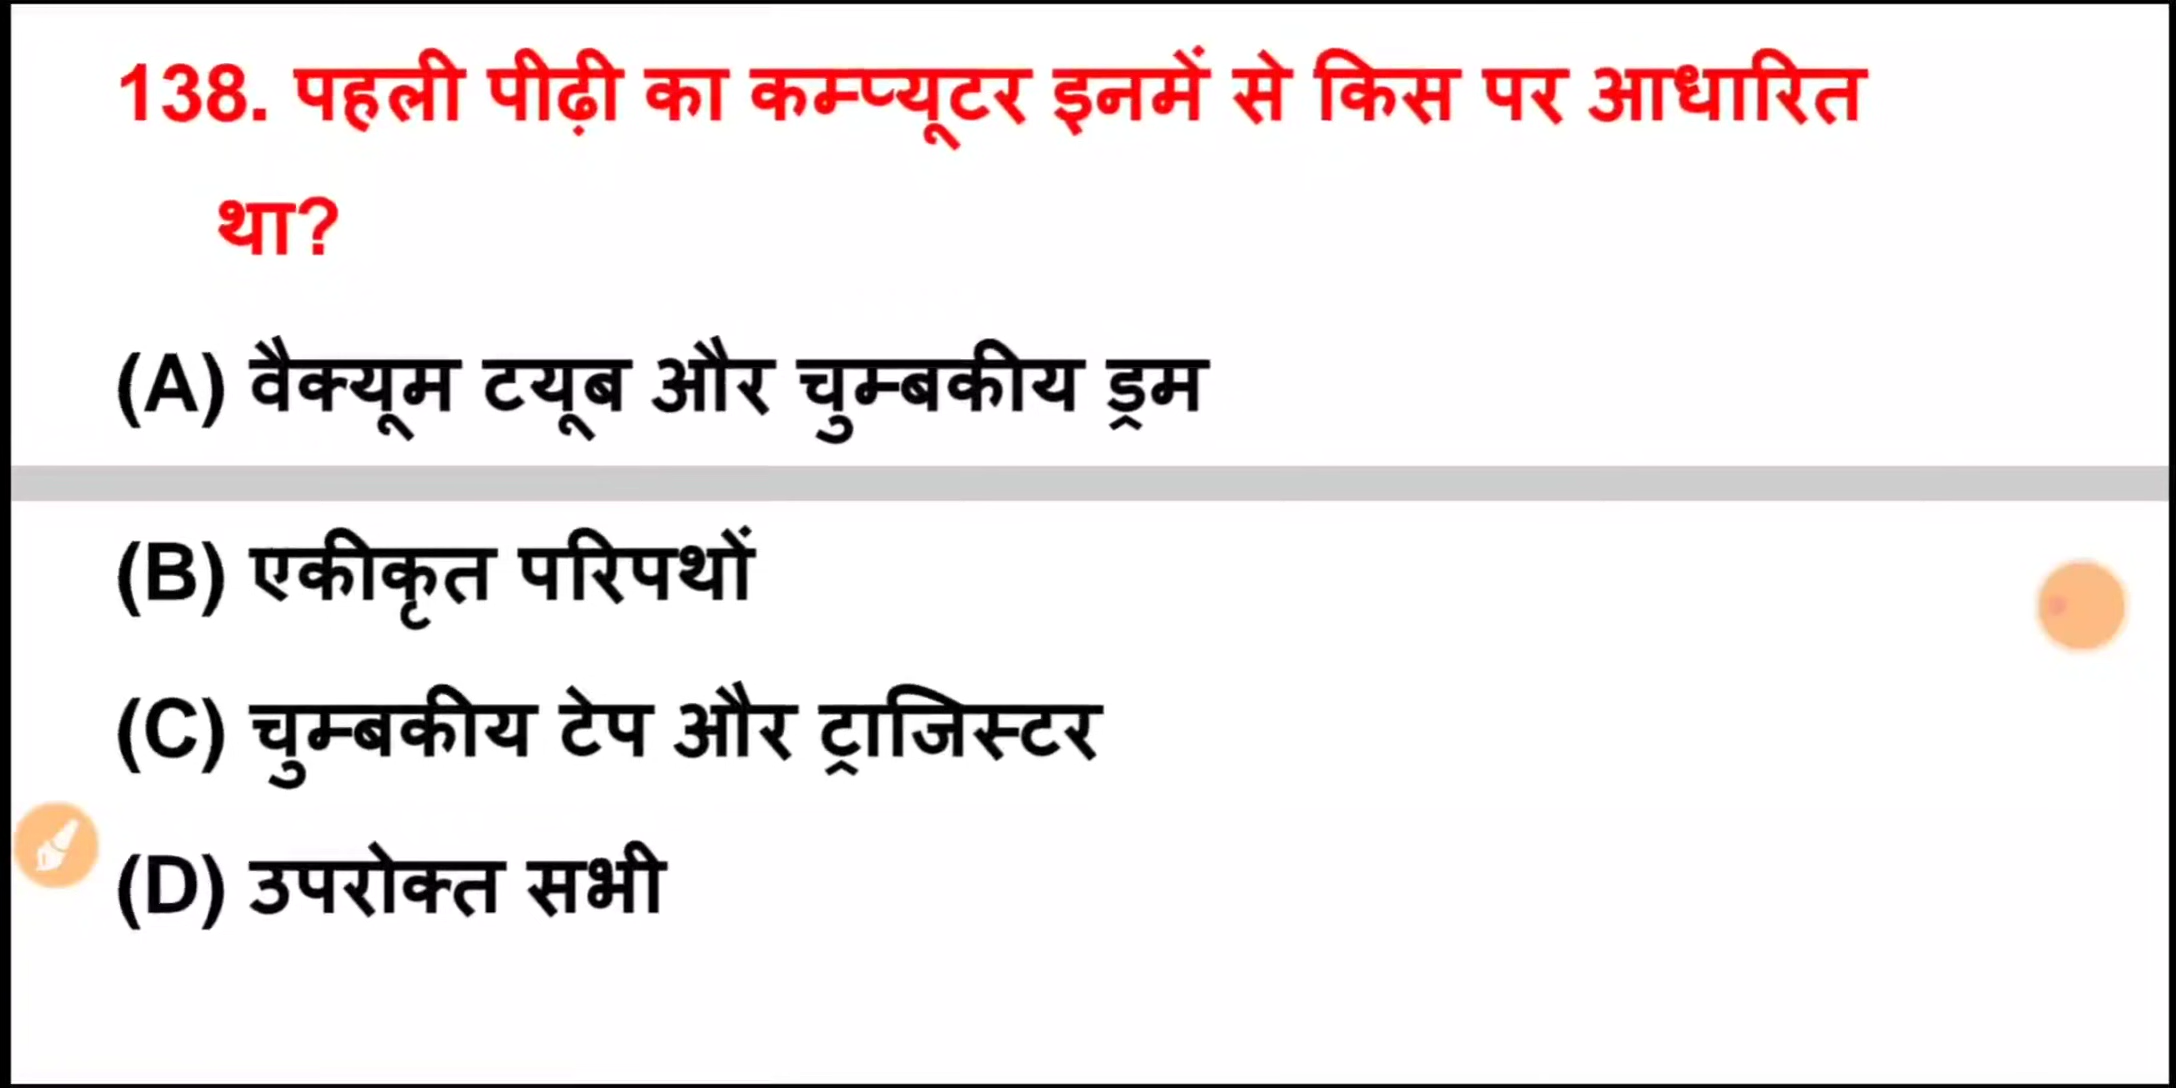 138. पहली पीढ़ी का कम्प्यूटर इनमें से किस पर आधारित
था?
(A) वैक्यूम टयूब और चुम्बकीय ड्रम
(B) एकीकृत परिपथों
(C) चुम्बकीय टेप और ट्राजिस्टर
(D) उपरोक्त सभी